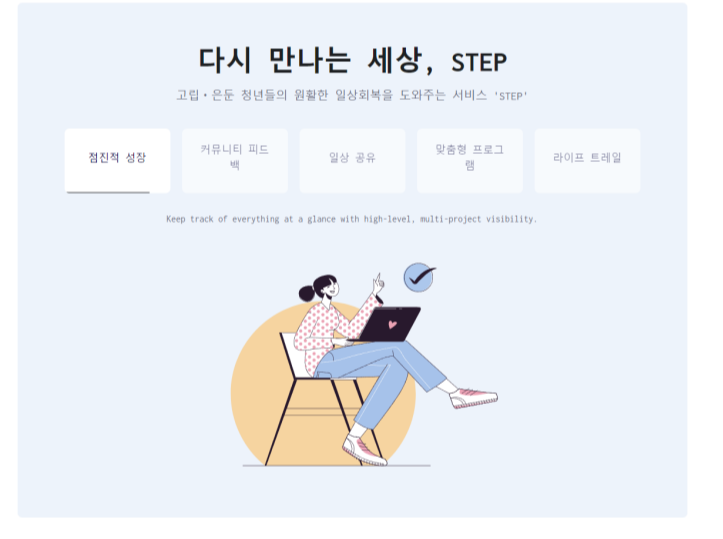 다시 만나는 세상, STEP
고립・은둔 청년들의 원활한 일상회복을 도와주는 서비스 'STEP'
점진적 성장
커뮤니티 피드
백
일상 공유
맞춤형 프로그
램
라이프 트레일
Keep track of everything at a glance with high-level, multi-project visibility.